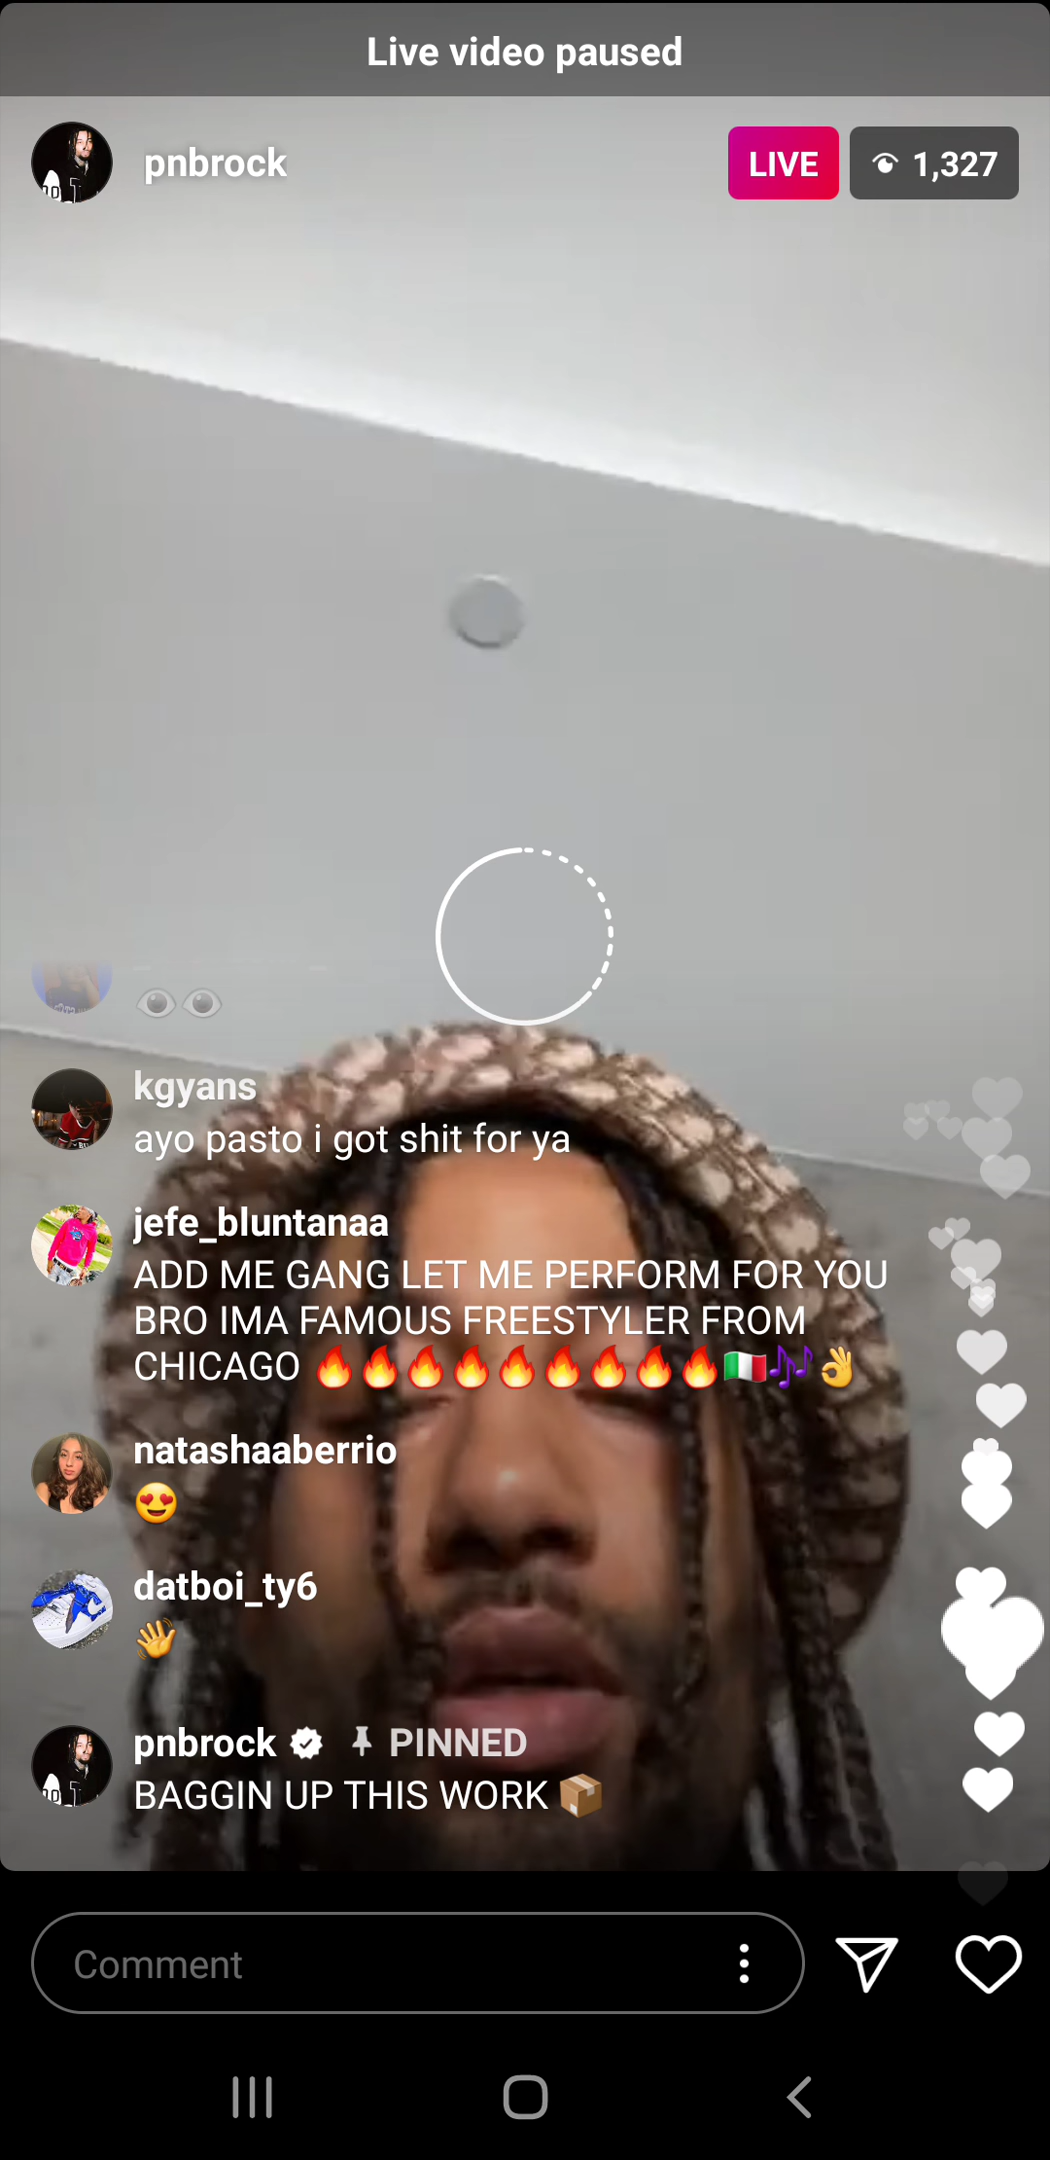 Live video paused
pnbrock
LIVE
1,327
👁️👁️
kgyans
ayo pasto i got shit for ya
jefe_bluntanaa
ADD ME GANG LET ME PERFORM FOR YOU
BRO IMA FAMOUS FREESTYLER FROM
CHICAGO 🔥🔥🔥🔥🔥🔥🔥🔥🔥🇮🇹🎶👌
natashaaberrio
😍
datboi_ty6
👋
pnbrock PINNED
BAGGIN UP THIS WORK 📦
Comment